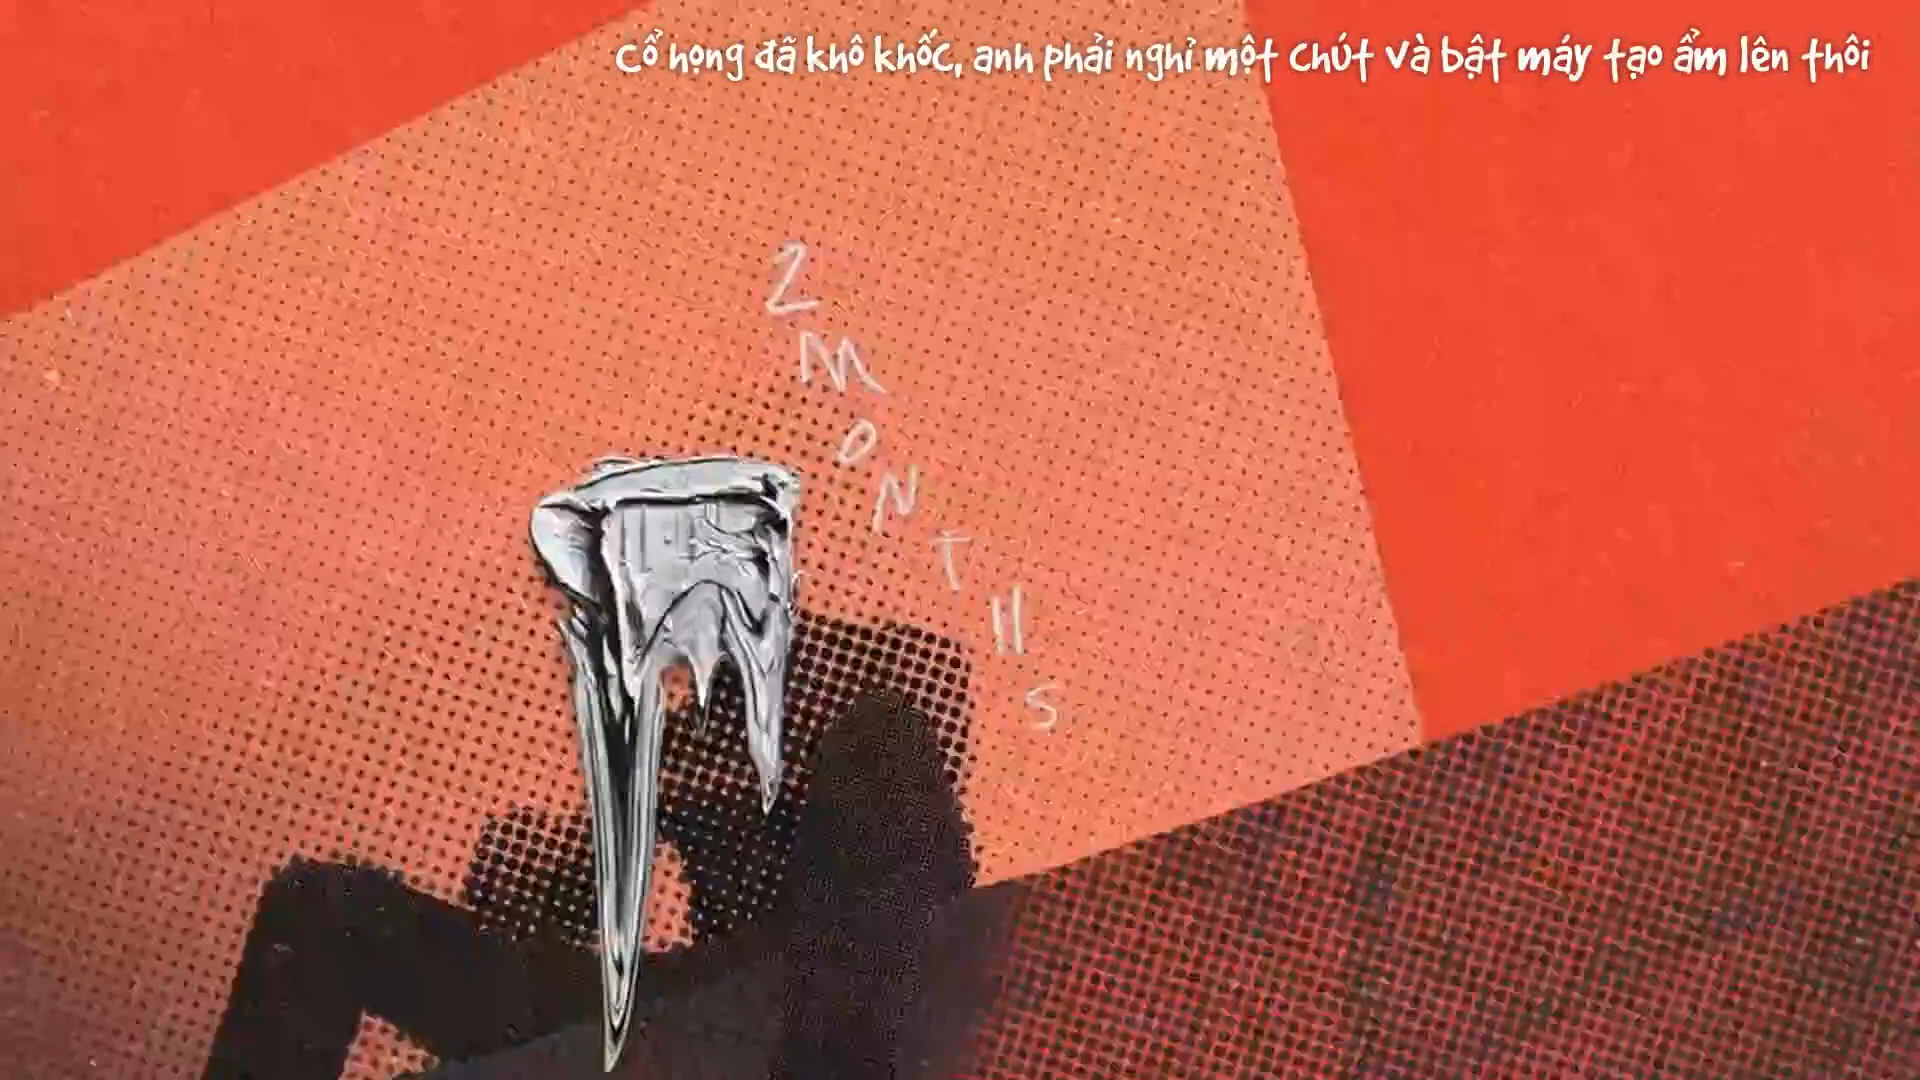 Cổ họng đã khô khốc, anh phải nghỉ một chút và bật máy tạo ẩm lên thôi
2 MONTHS